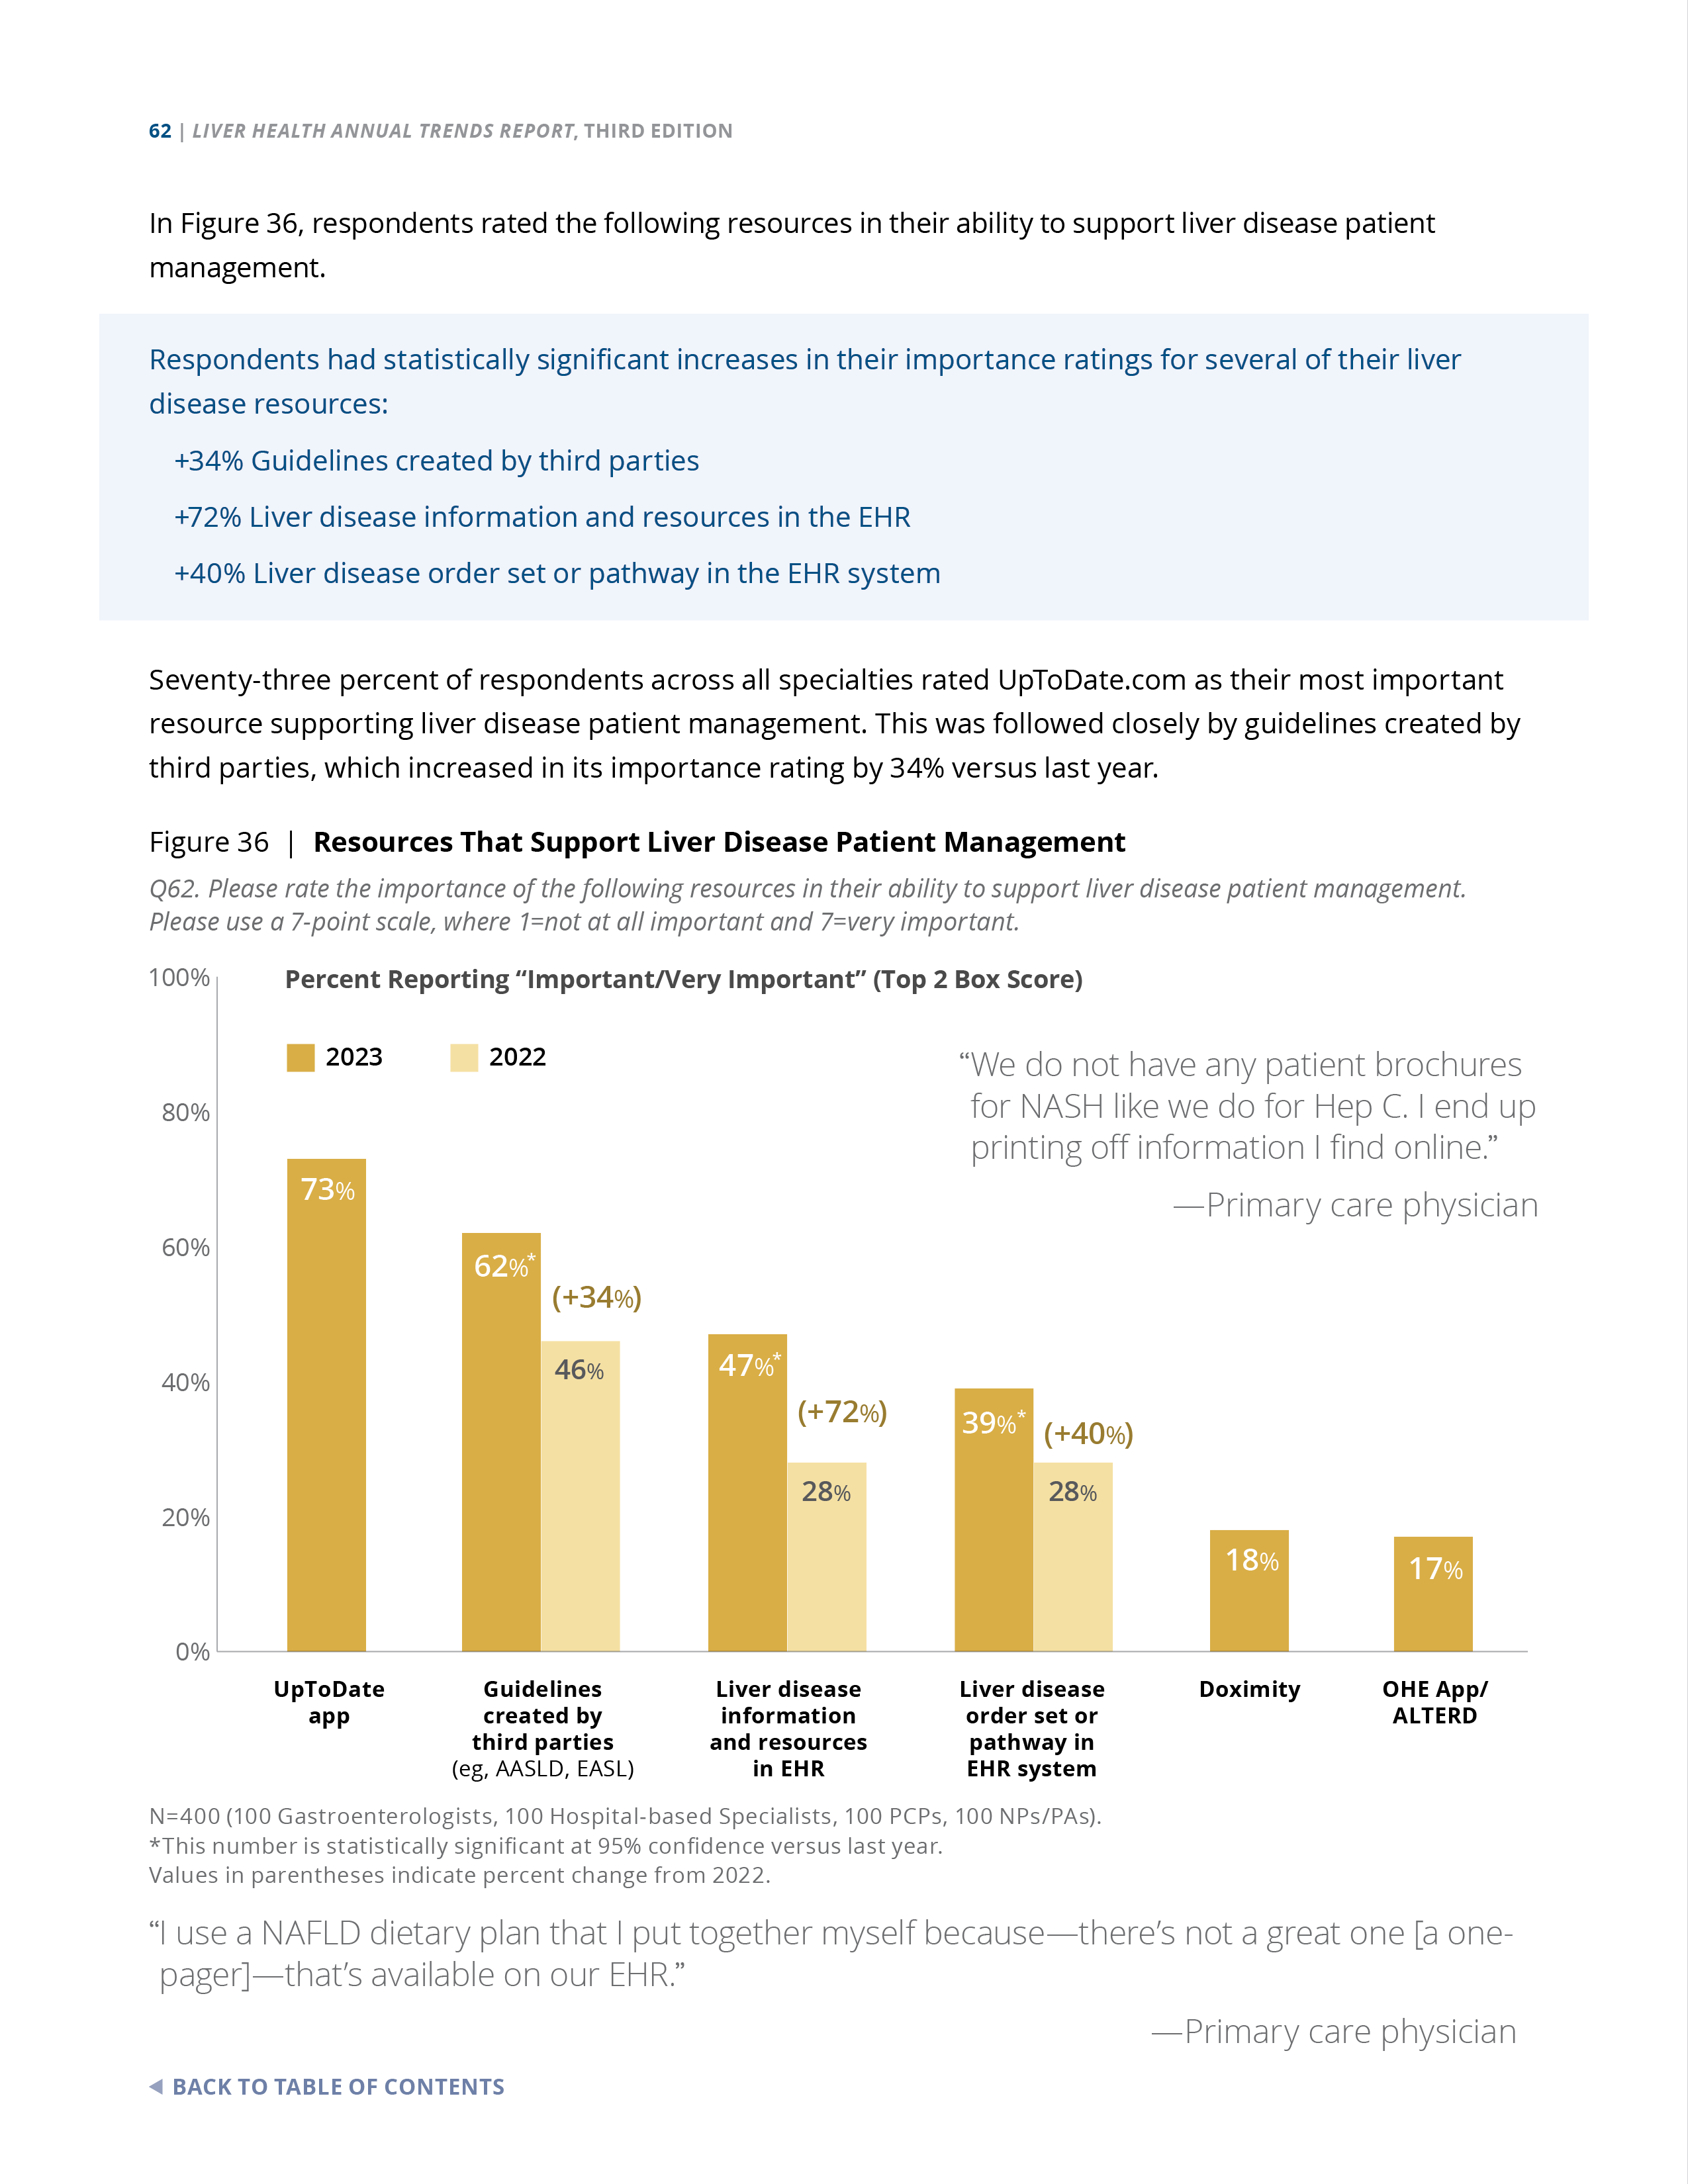 62 | LIVER HEALTH ANNUAL TRENDS REPORT, THIRD EDITION
In Figure 36, respondents rated the following resources in their ability to support liver disease patient
management.
Respondents had statistically significant increases in their importance ratings for several of their liver
disease resources:
+34% Guidelines created by third parties
+72% Liver disease information and resources in the EHR
+40% Liver disease order set or pathway in the EHR system
Seventy-three percent of respondents across all specialties rated UpToDate.com as their most important
resource supporting liver disease patient management. This was followed closely by guidelines created by
third parties, which increased in its importance rating by 34% versus last year.
Figure 36 | Resources That Support Liver Disease Patient Management
Q62. Please rate the importance of the following resources in their ability to support liver disease patient management.
Please use a 7-point scale, where 1=not at all important and 7=very important.
100%
Percent Reporting “Important/Very Important” (Top 2 Box Score)
2023
2022
“We do not have any patient brochures
for NASH like we do for Hep C. I end up
printing off information I find online.”
—Primary care physician
80%
60%
40%
20%
0%
73%
62%*
(+34%)
46%
47%*
(+72%)
28%
39%*
(+40%)
28%
18%
17%
UpToDate
app
Guidelines
created by
third parties
(eg, AASLD, EASL)
Liver disease
information
and resources
in EHR
Liver disease
order set or
pathway in
EHR system
Doximity
OHE App/
ALTERD
N=400 (100 Gastroenterologists, 100 Hospital-based Specialists, 100 PCPs, 100 NPs/PAs).
*This number is statistically significant at 95% confidence versus last year.
Values in parentheses indicate percent change from 2022.
“I use a NAFLD dietary plan that I put together myself because—there’s not a great one [a one-
pager]—that’s available on our EHR.”
—Primary care physician
◀ BACK TO TABLE OF CONTENTS